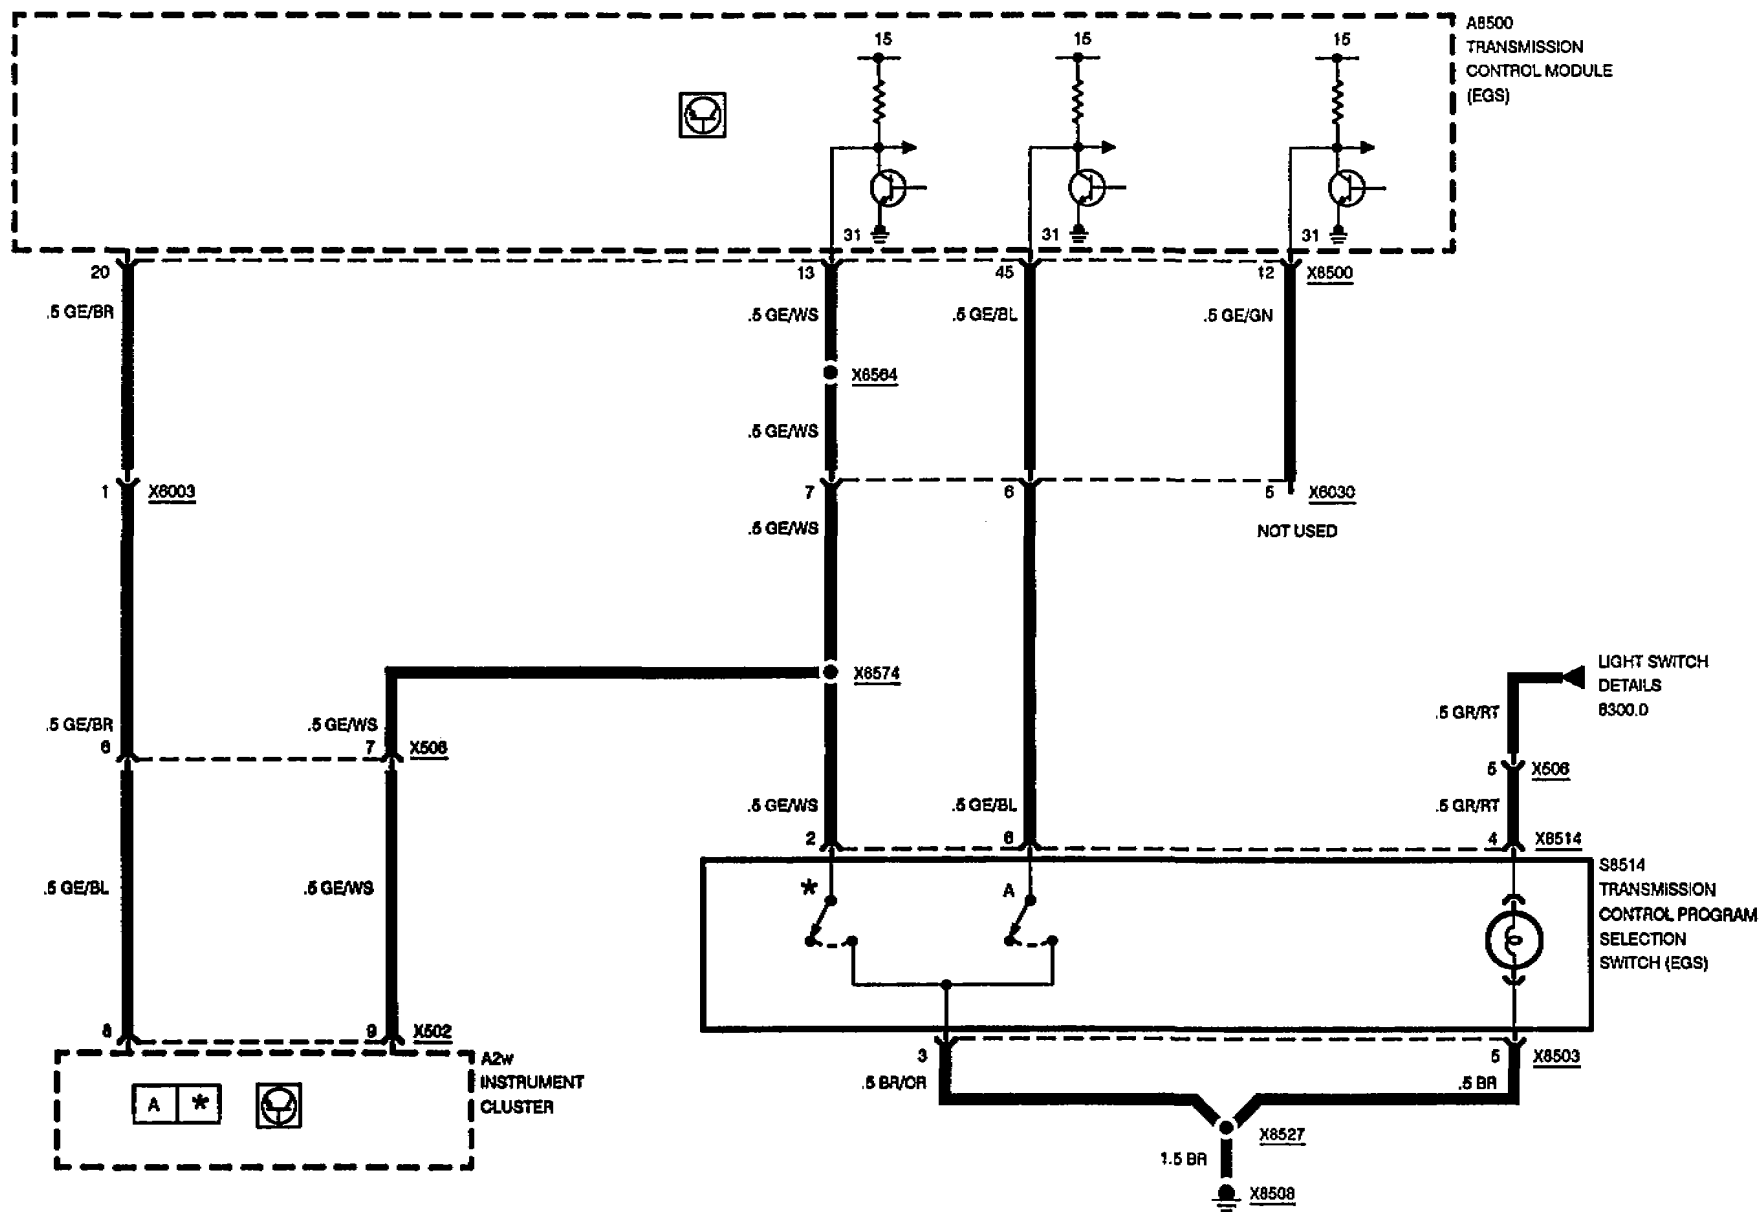 A8500
TRANSMISSION
CONTROL MODULE
(EGS)
15
15
15
31
31
31
20
13
45
12
X8500
.5 GE/BR
.5 GE/WS
.5 GE/BL
.5 GE/GN
X8564
.5 GE/WS
1
X6003
7
6
5
X6030
.5 GE/WS
NOT USED
X8574
LIGHT SWITCH
DETAILS
6300.0
.5 GR/RT
.5 GE/BR
.5 GE/WS
6
7
X506
5
X506
.5 GE/WS
.5 GE/BL
.5 GR/RT
2
6
4
X8514
S8514
TRANSMISSION
CONTROL PROGRAM
SELECTION
SWITCH (EGS)
*
A
.5 GE/BL
.5 GE/WS
8
9
X502
A2w
INSTRUMENT
CLUSTER
A *
3
5
X8503
.5 BR/OR
.5 BR
X8527
1.5 BR
X8508